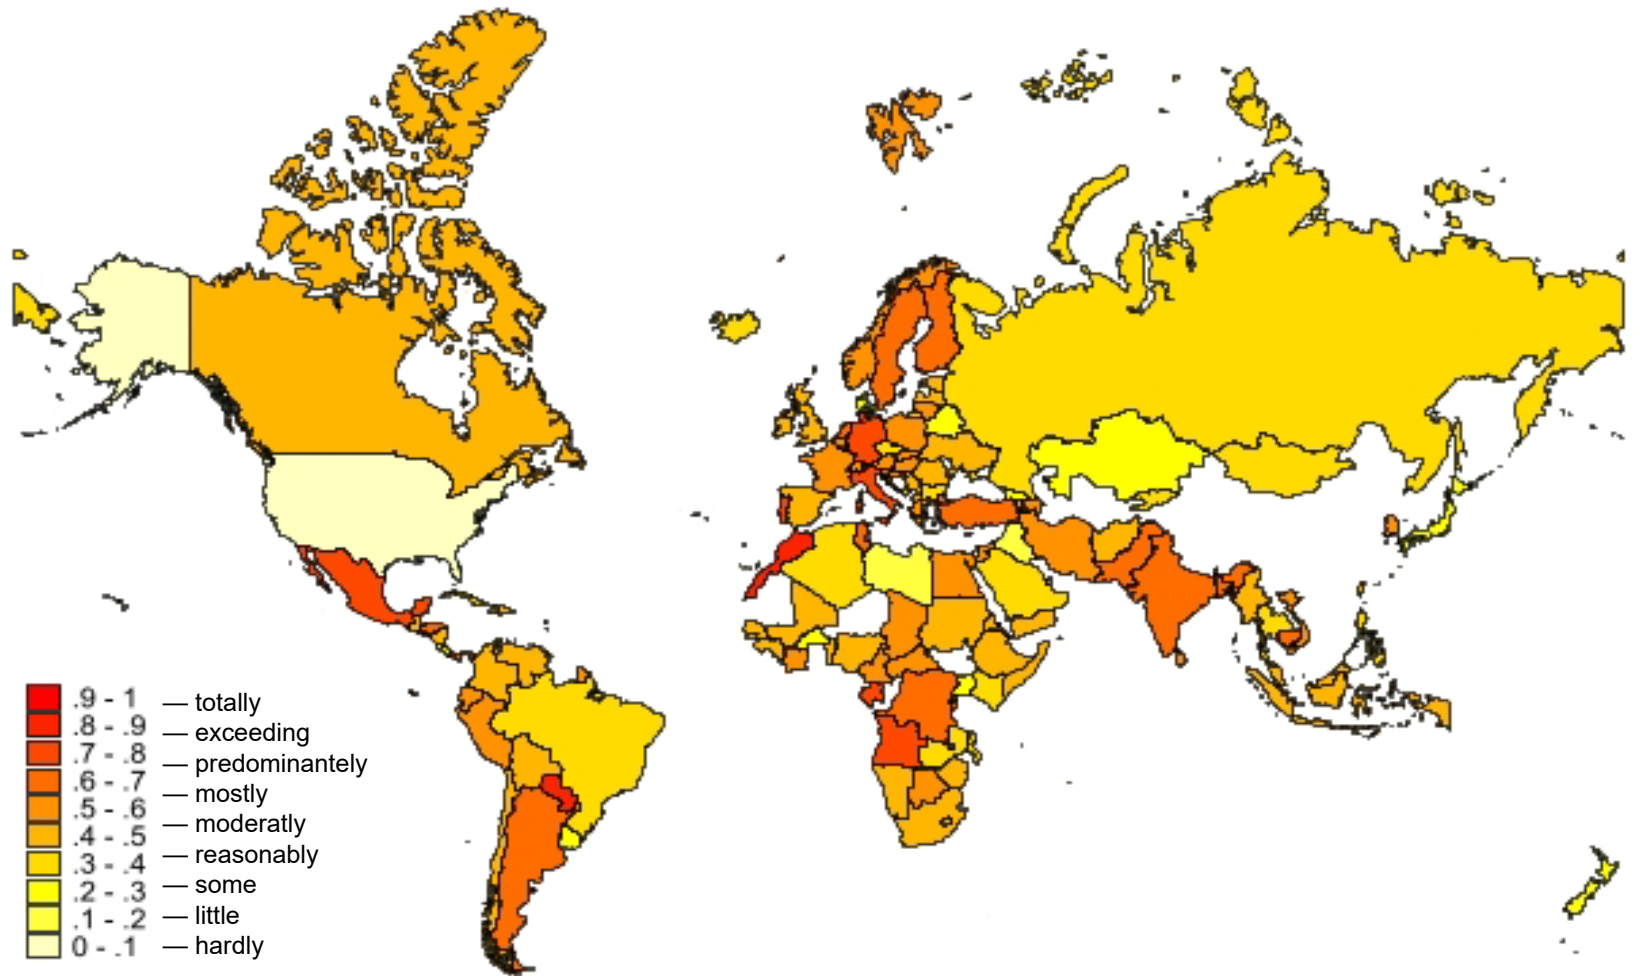 .9 - 1 — totally
.8 - .9 — exceeding
.7 - .8 — predominantely
.6 - .7 — mostly
.5 - .6 — moderatly
.4 - .5 — reasonably
.3 - .4 — some
.2 - .3 — little
.1 - .2 — hardly
0 - .1